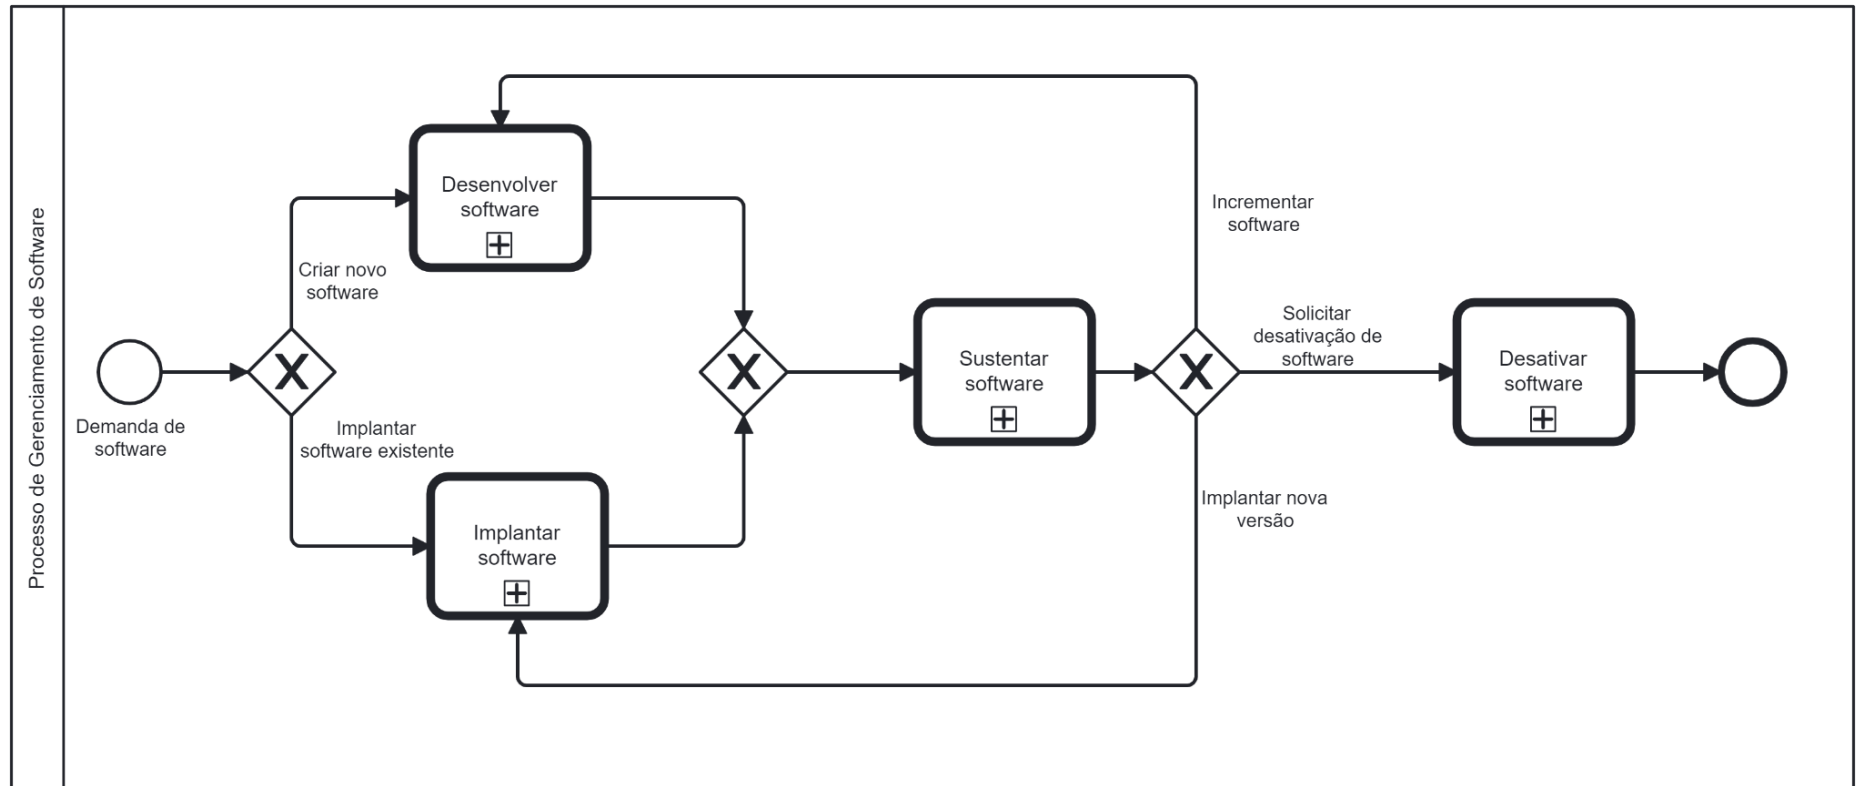 Processo de Gerenciamento de Software
Demanda de
software
Criar novo
software
Implantar
software existente
Desenvolver
software
Implantar
software
Sustentar
software
Incrementar
software
Solicitar
desativação de
software
Implantar nova
versão
Desativar
software